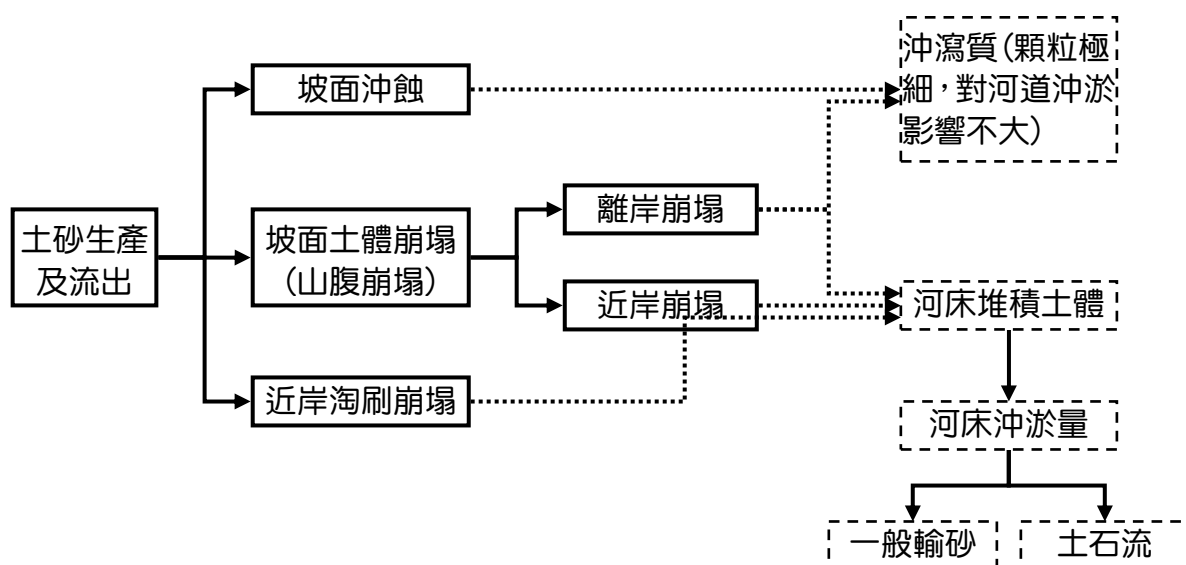 沖瀉質(顆粒極
細，對河道沖淤
影響不大)
坡面沖蝕
離岸崩塌
土砂生產
及流出
坡面土體崩塌
(山腹崩塌)
近岸崩塌
河床堆積土體
近岸淘刷崩塌
河床沖淤量
一般輸砂
土石流